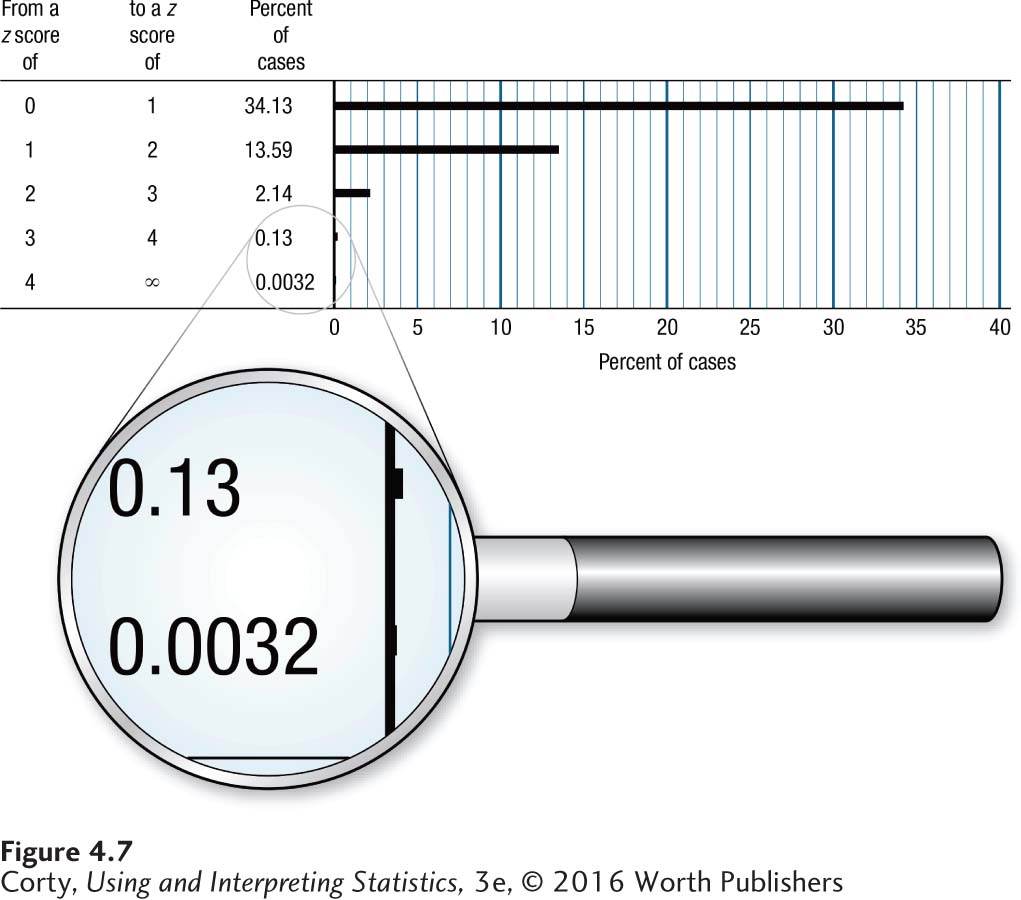 From a to a z Percent
z score score of
of of cases
0 1 34.13
1 2 13.59
2 3 2.14
3 4 0.13
4 ∞ 0.0032
0 5 10 15 20 25 30 35 40
Percent of cases
0.13
0.0032
Figure 4.7
Corty, Using and Interpreting Statistics, 3e, © 2016 Worth Publishers